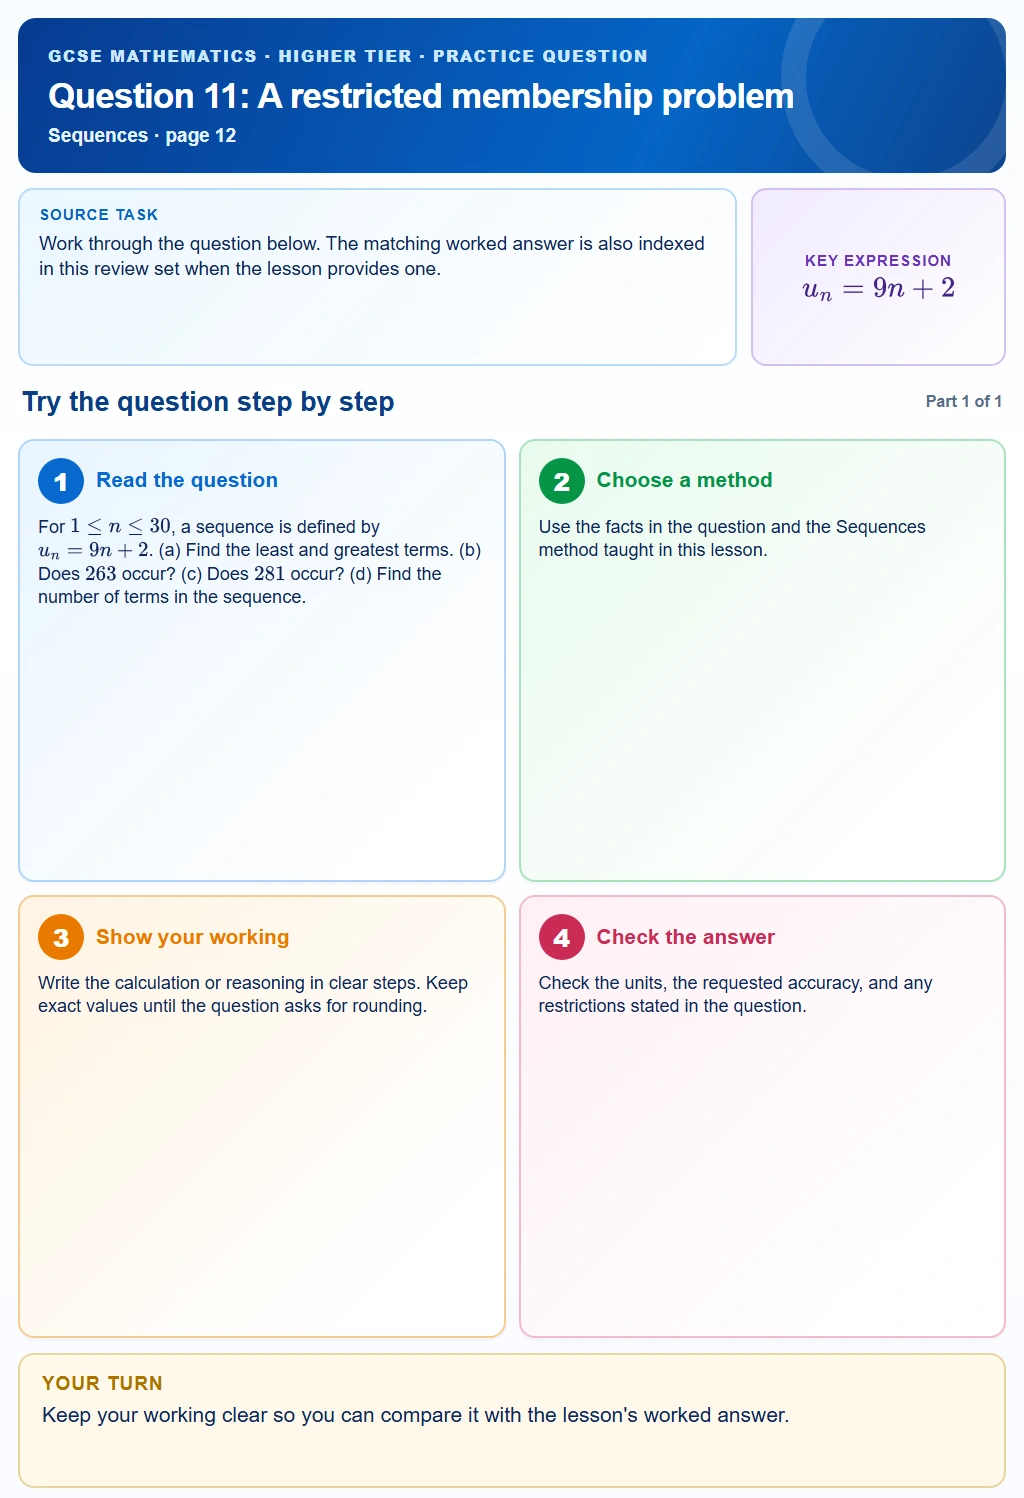 GCSE MATHEMATICS · HIGHER TIER · PRACTICE QUESTION
Question 11: A restricted membership problem
Sequences · page 12
SOURCE TASK
Work through the question below. The matching worked answer is also indexed
in this review set when the lesson provides one.
KEY EXPRESSION
uₙ = 9n + 2
Try the question step by step
Part 1 of 1
1 Read the question
For 1 ≤ n ≤ 30, a sequence is defined by
uₙ = 9n + 2. (a) Find the least and greatest terms. (b)
Does 263 occur? (c) Does 281 occur? (d) Find the
number of terms in the sequence.
2 Choose a method
Use the facts in the question and the Sequences
method taught in this lesson.
3 Show your working
Write the calculation or reasoning in clear steps. Keep
exact values until the question asks for rounding.
4 Check the answer
Check the units, the requested accuracy, and any
restrictions stated in the question.
YOUR TURN
Keep your working clear so you can compare it with the lesson's worked answer.